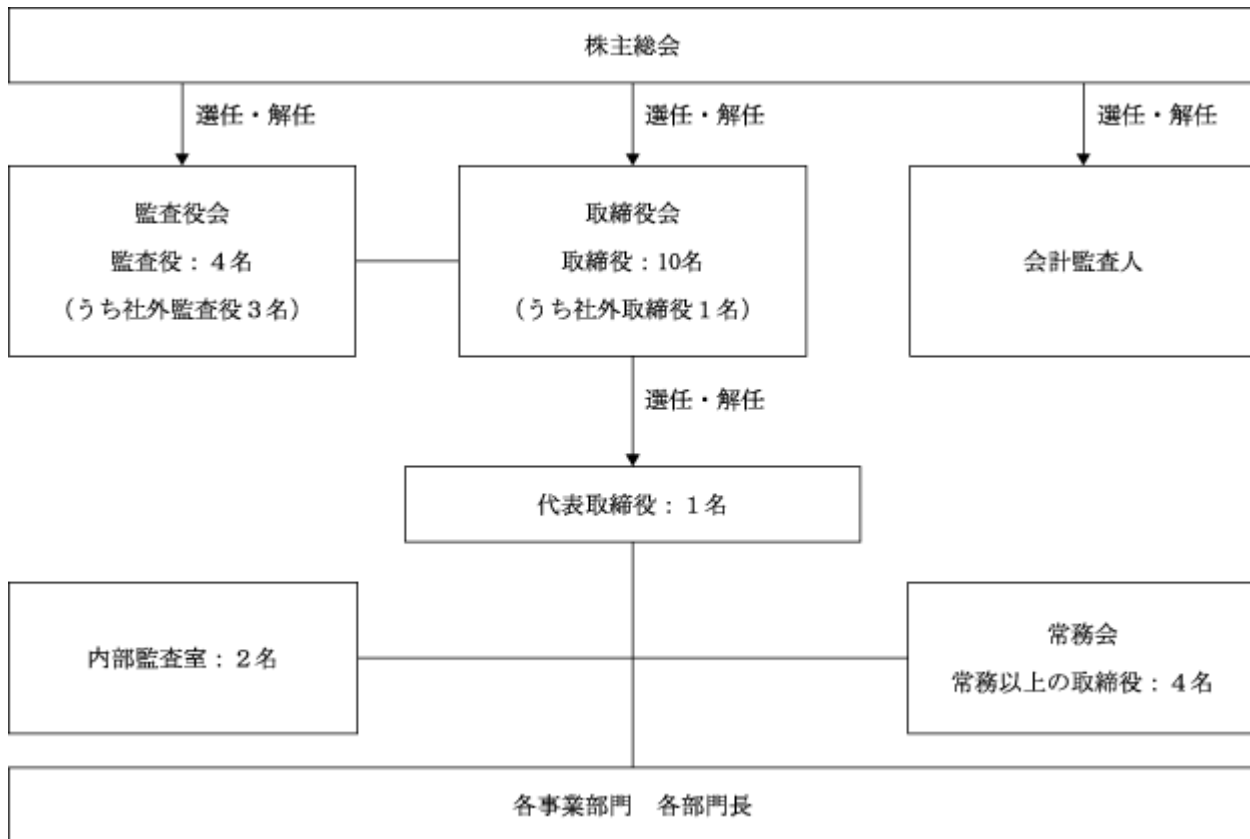 株主総会
選任・解任
選任・解任
選任・解任
監査役会
監査役：４名
（うち社外監査役３名）
取締役会
取締役：10名
（うち社外取締役１名）
会計監査人
選任・解任
代表取締役：１名
内部監査室：２名
常務会
常務以上の取締役：４名
各事業部門　各部門長